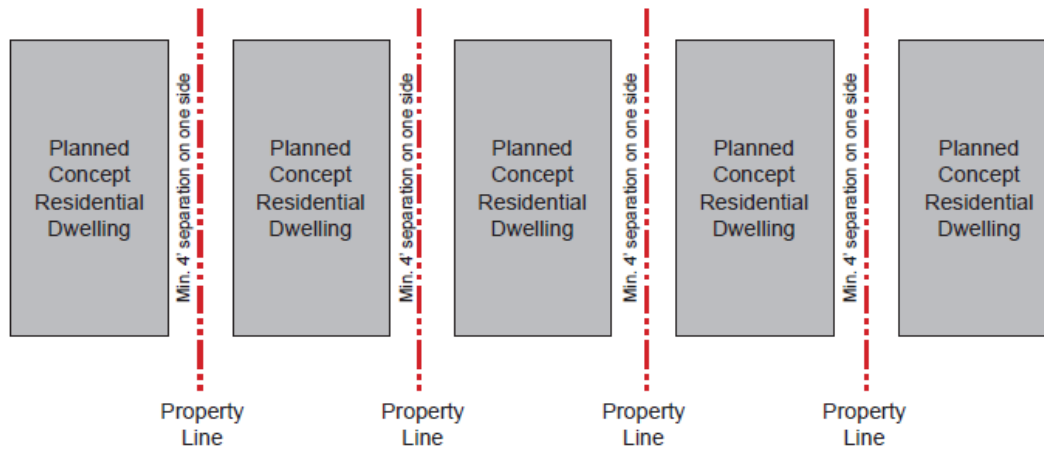 Planned
Concept
Residential
Dwelling
Min. 4' separation on one side
Planned
Concept
Residential
Dwelling
Min. 4' separation on one side
Planned
Concept
Residential
Dwelling
Min. 4' separation on one side
Planned
Concept
Residential
Dwelling
Min. 4' separation on one side
Planned
Concept
Residential
Dwelling
Property
Line
Property
Line
Property
Line
Property
Line